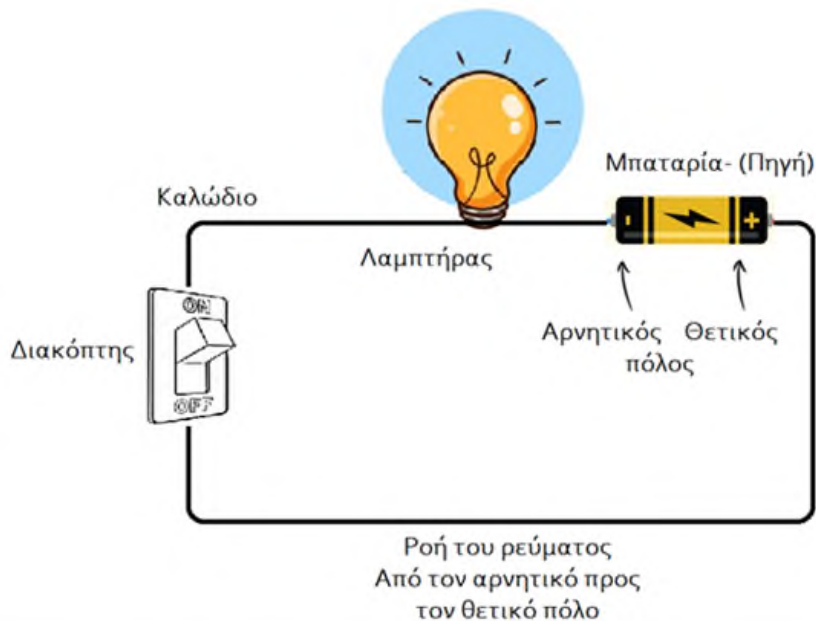 Μπαταρία- (Πηγή)
Καλώδιο
Λαμπτήρας
-
+
ON
Διακόπτης
OFF
Αρνητικός Θετικός
πόλος
Ροή του ρεύματος
Από τον αρνητικό προς
τον θετικό πόλο